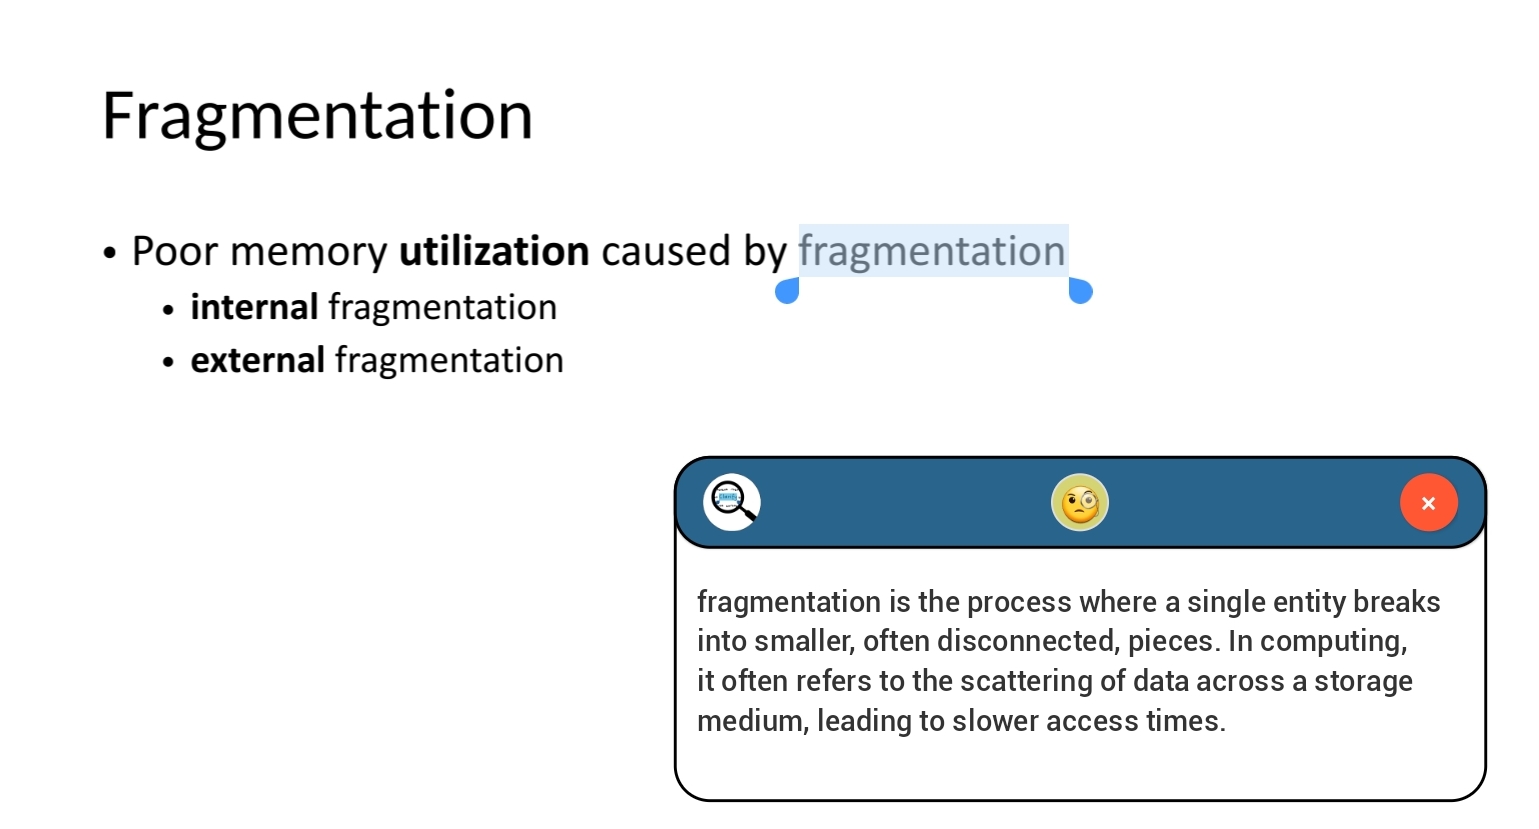 Fragmentation
• Poor memory utilization caused by fragmentation
• internal fragmentation
• external fragmentation
×
fragmentation is the process where a single entity breaks
into smaller, often disconnected, pieces. In computing,
it often refers to the scattering of data across a storage
medium, leading to slower access times.